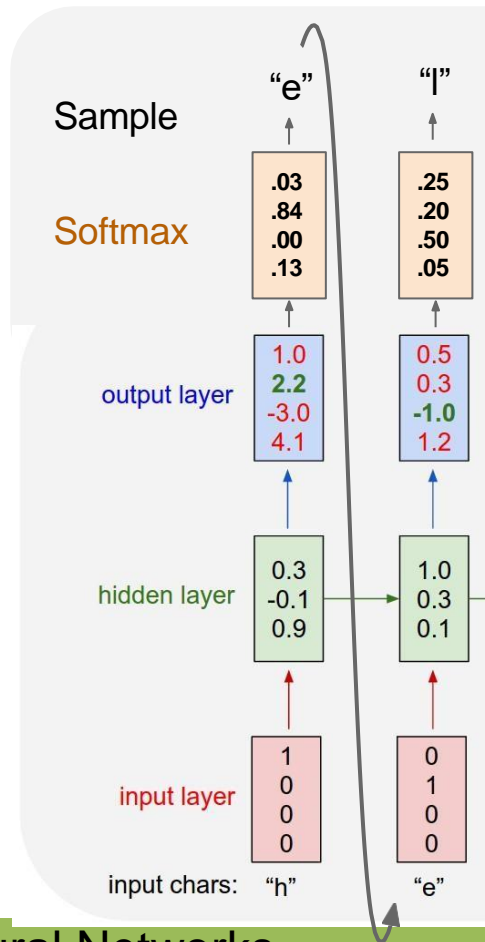 “e” “l”
Sample
Softmax
.03 .25
.84 .20
.00 .50
.13 .05
output layer
1.0 0.5
2.2 0.3
-3.0 -1.0
4.1 1.2
hidden layer
0.3 1.0
-0.1 0.3
0.9 0.1
input layer
1 0
0 1
0 0
0 0
input chars: “h” “e”
ural Networks